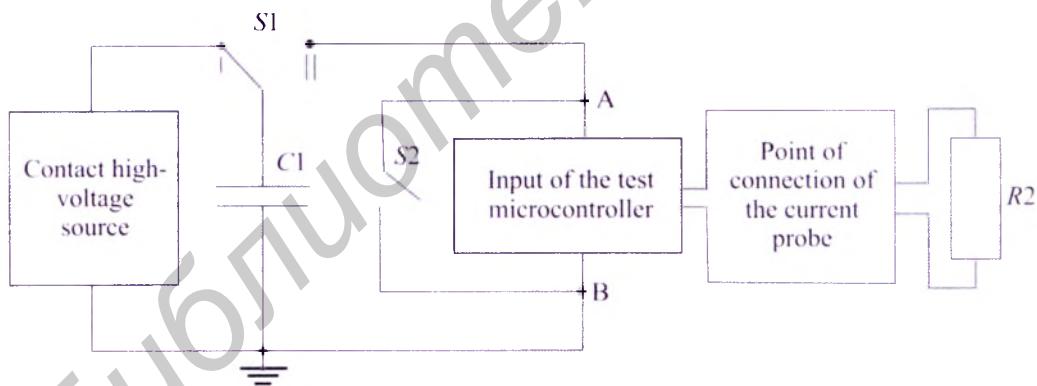 S1
I
II
A
Contact high-
voltage
source
C1
S2
Input of the test
microcontroller
Point of
connection of
the current
probe
R2
B
Библиоте